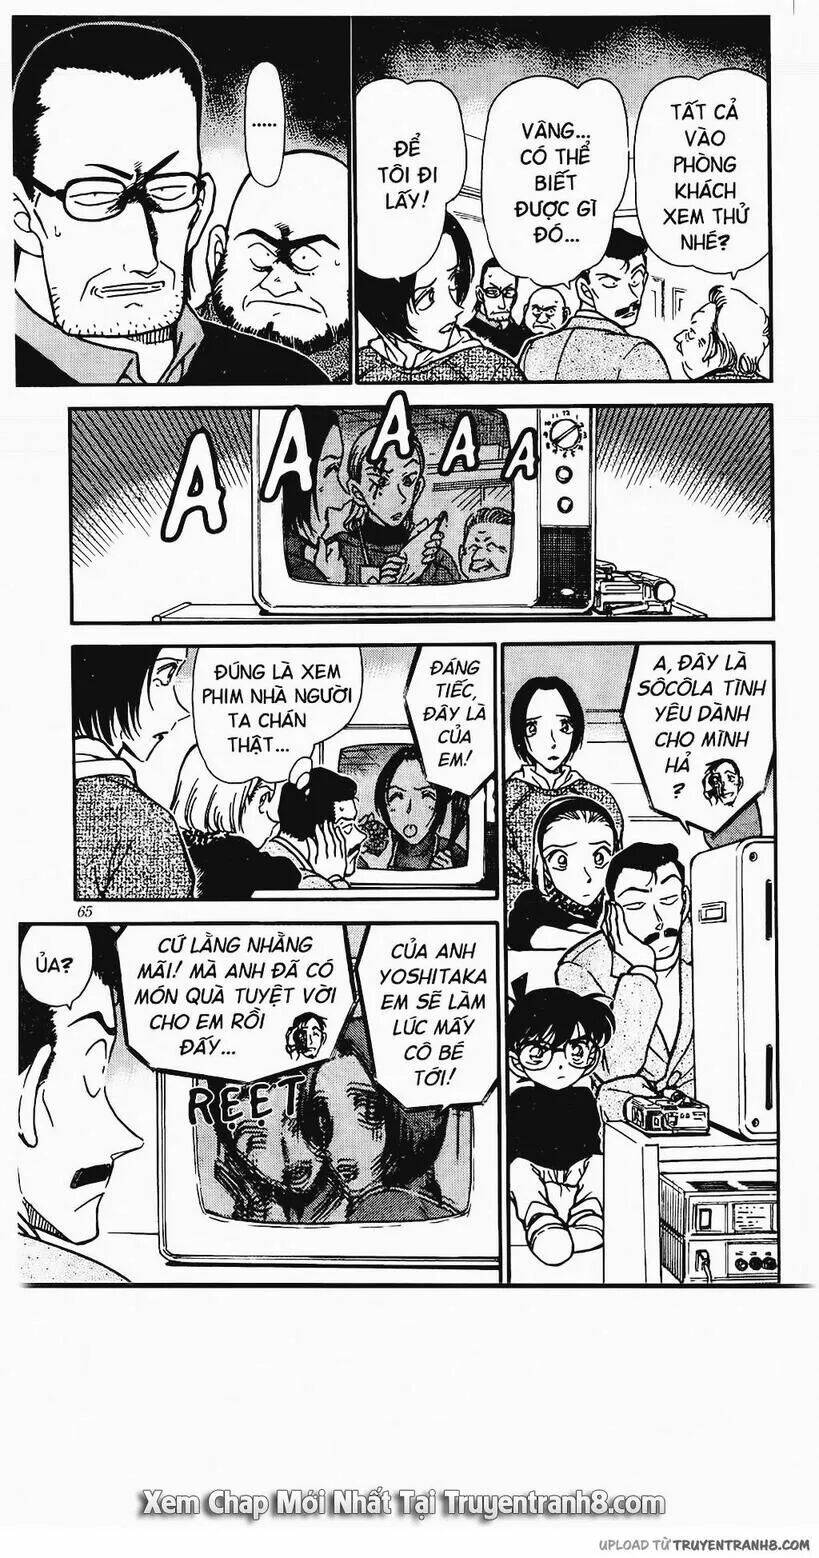 TẤT CẢ
VÀO
PHÒNG
KHÁCH
XEM THỬ
NHÉ?
VÂNG...
CÓ THỂ
BIẾT
ĐƯỢC GÌ
ĐÓ...
ĐỂ
TÔI ĐI
LẤY!
......
A A A A A
A, ĐÂY LÀ
SÔCÔLA TÌNH
YÊU DÀNH
CHO MÌNH
HẢ
?
ĐÁNG
TIẾC,
ĐÂY LÀ
CỦA
EM!
ĐÚNG LÀ XEM
PHIM NHÀ NGƯỜI
TA CHÁN
THẬT...
65
CỦA ANH
YOSHITAKA
EM SẼ LÀM
LÚC MẤY
CÔ BÉ
TỚI!
CỨ LẰNG NHẰNG
MÃI! MÀ ANH ĐÃ CÓ
MÓN QUÀ TUYỆT VỜI
CHO EM RỒI
ĐẤY...
RẸẸT
ỦA?
Xem Chap Mới Nhất Tại Truyentranh8.com
UPLOAD TỪ TRUYENTRANH8.COM